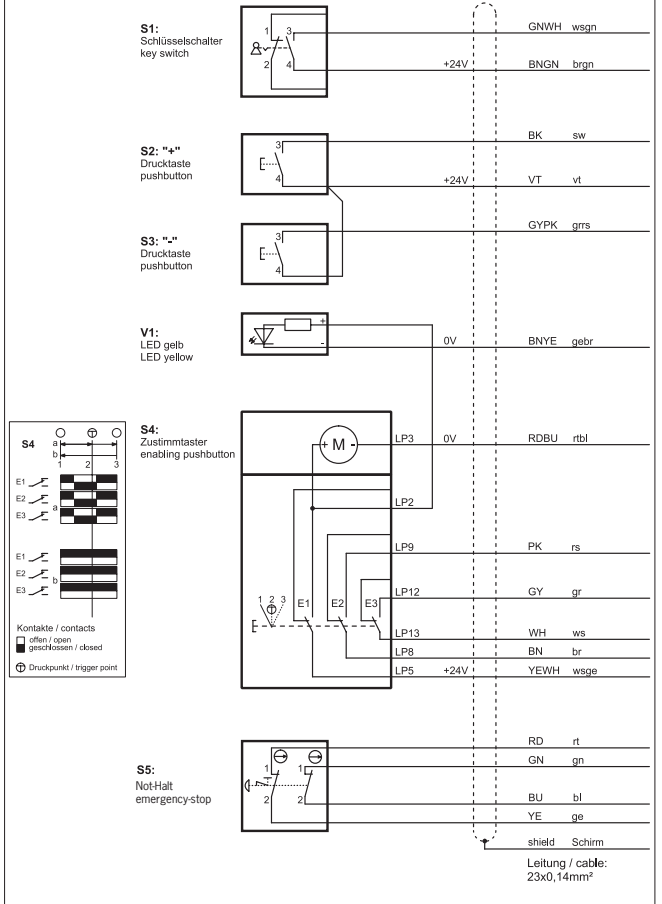 S1:
Schlüsselschalter
key switch
1 3
2 4
GNWH wsgn
+24V BNGN brgn
S2: "+"
Drucktaste
pushbutton
3
4
BK sw
+24V VT vt
S3: "-"
Drucktaste
pushbutton
3
4
GYPK grrs
V1:
LED gelb
LED yellow
+
-
0V BNYE gebr
S4:
Zustimmtaster
enabling pushbutton
+ M -
LP3 0V RDBU rtbl
LP2
LP9 PK rs
LP12 GY gr
1 2 3
E1 E2 E3
LP13 WH ws
LP8 BN br
LP5 +24V YEWH wsge
S4
a
b
1 2 3
E1
E2
E3
a
E1
E2
E3
b
Kontakte / contacts
offen / open
geschlossen / closed
Druckpunkt / trigger point
S5:
Not-Halt
emergency-stop
1 1
2 2
RD rt
GN gn
BU bl
YE ge
shield Schirm
Leitung / cable:
23x0,14mm²